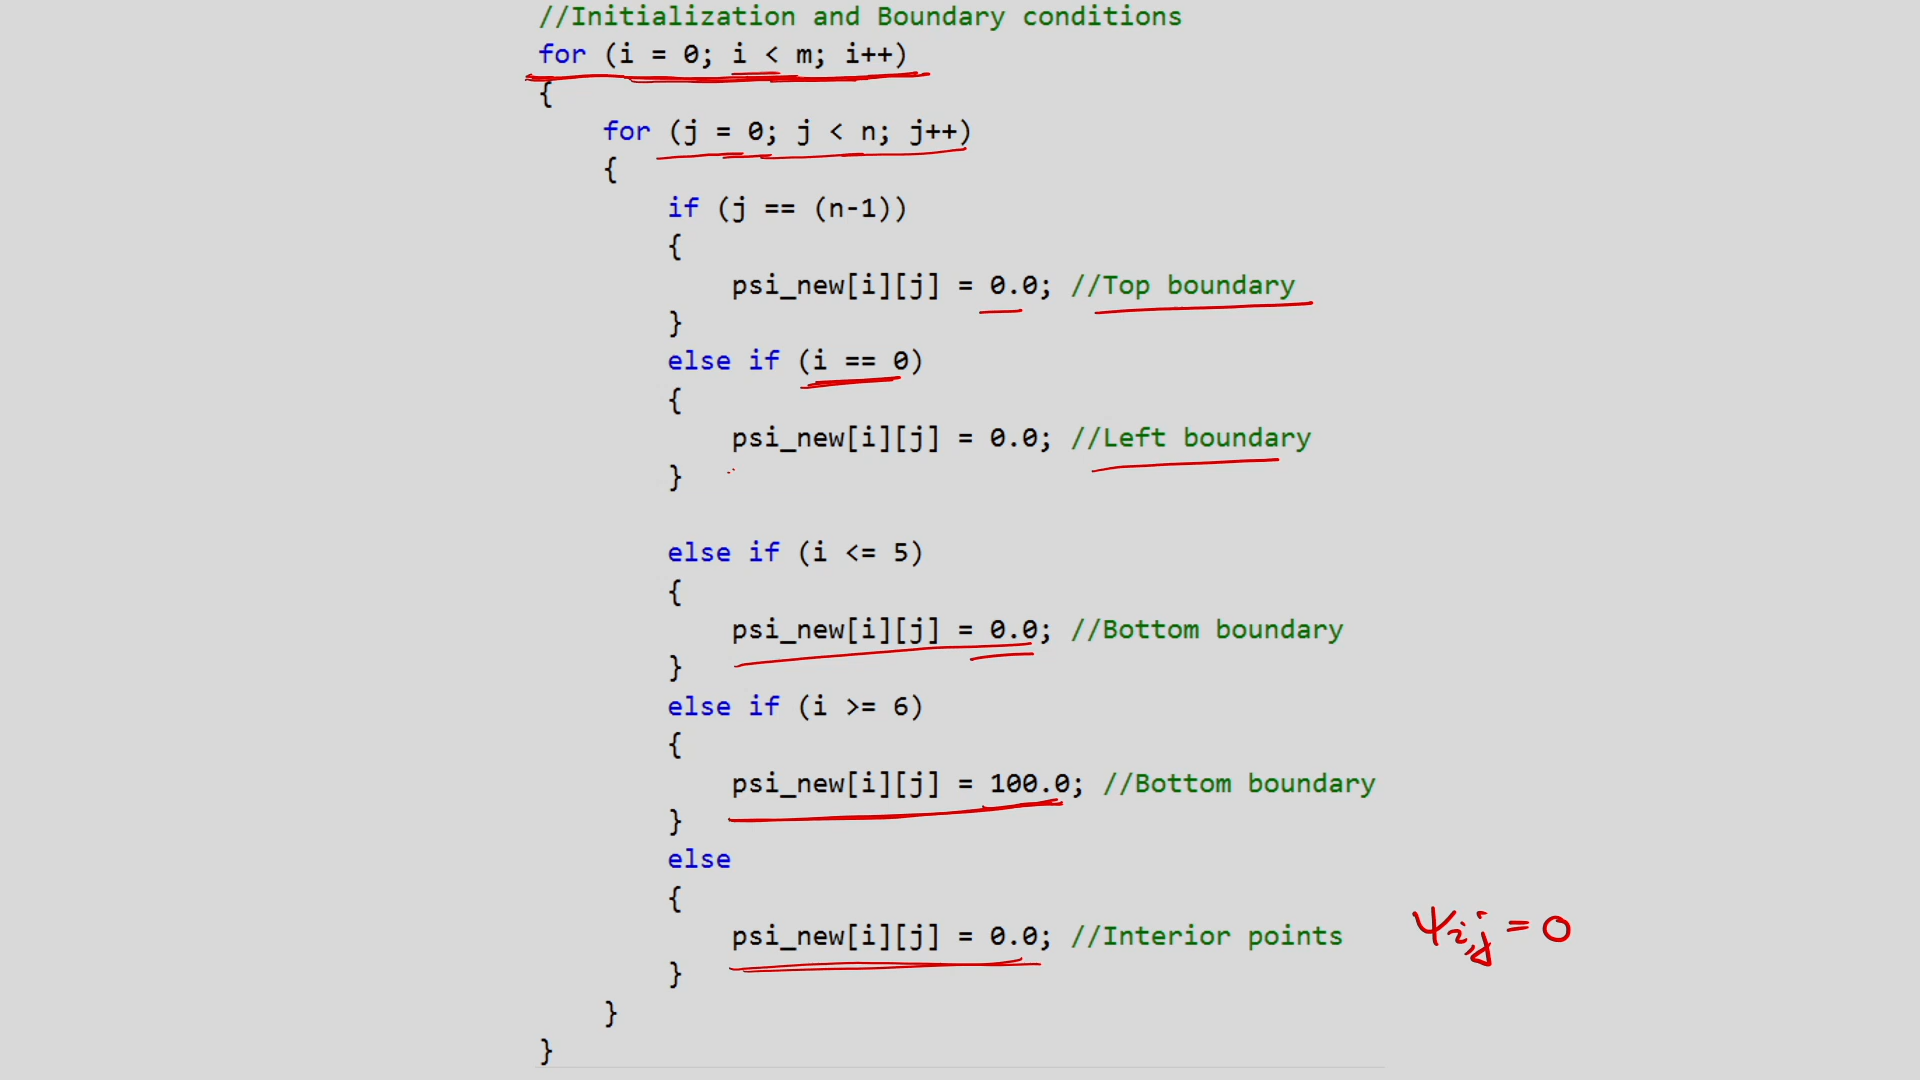 //Initialization and Boundary conditions
for (i = 0; i < m; i++)
{
for (j = 0; j < n; j++)
{
if (j == (n-1))
{
psi_new[i][j] = 0.0; //Top boundary
}
else if (i == 0)
{
psi_new[i][j] = 0.0; //Left boundary
}
else if (i <= 5)
{
psi_new[i][j] = 0.0; //Bottom boundary
}
else if (i >= 6)
{
psi_new[i][j] = 100.0; //Bottom boundary
}
else
{
psi_new[i][j] = 0.0; //Interior points
ψi,j = 0
}
}
}